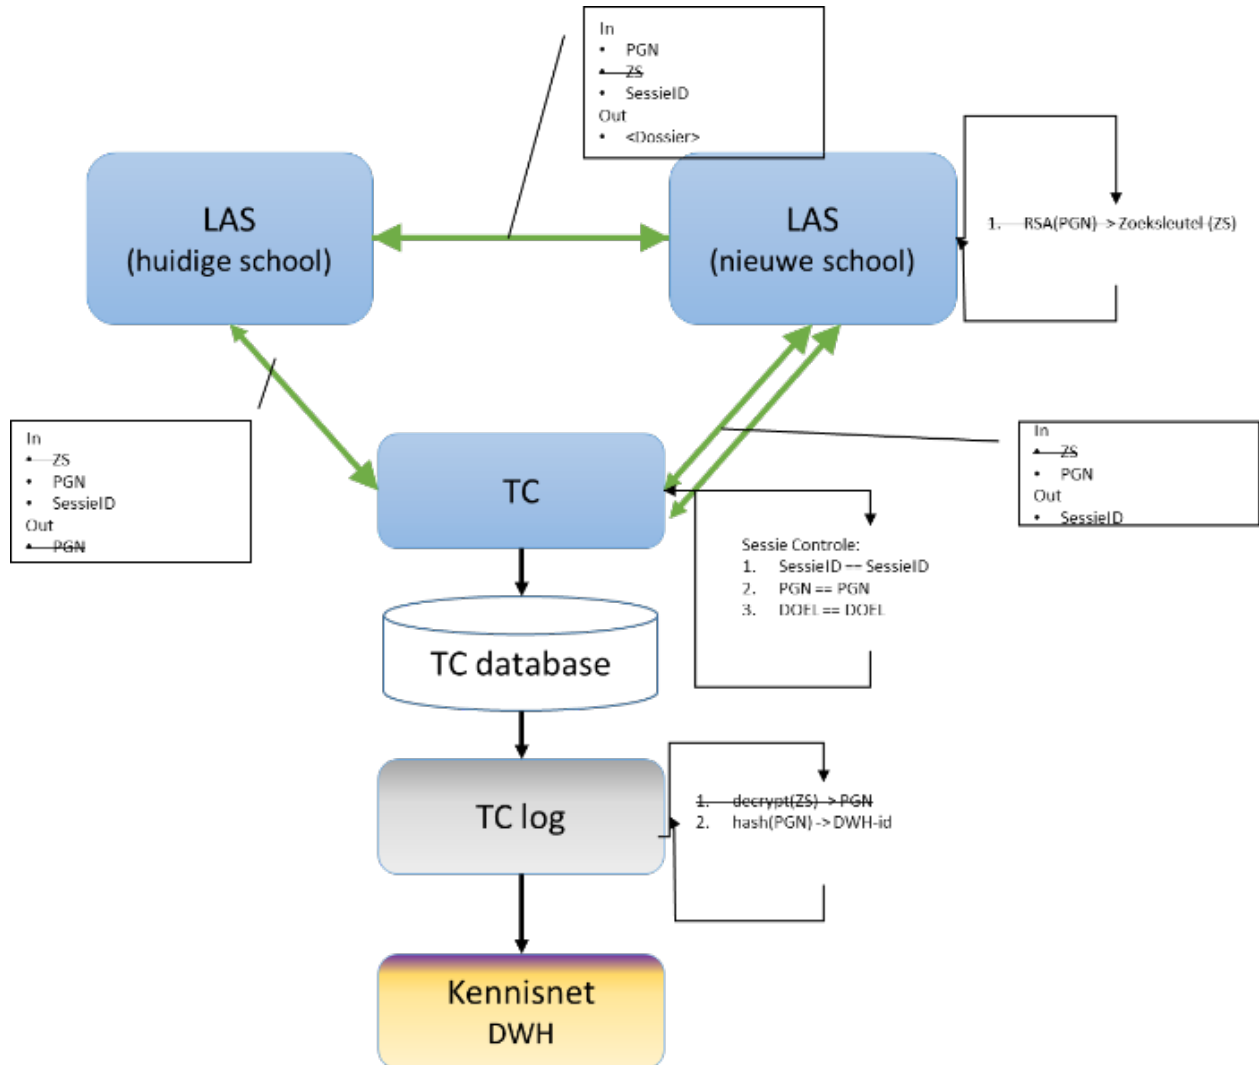 In
• PGN
• ZS
• SessieID
Out
• <Dossier>
LAS
(huidige school)
LAS
(nieuwe school)
1. RSA(PGN) -> Zoeksleutel (ZS)
In
• ZS
• PGN
• SessieID
Out
• PGN
TC
In
• ZS
• PGN
Out
• SessieID
Sessie Controle:
1. SessieID == SessieID
2. PGN == PGN
3. DOEL == DOEL
TC database
TC log
1. decrypt(ZS) -> PGN
2. hash(PGN) -> DWH-id
Kennisnet
DWH